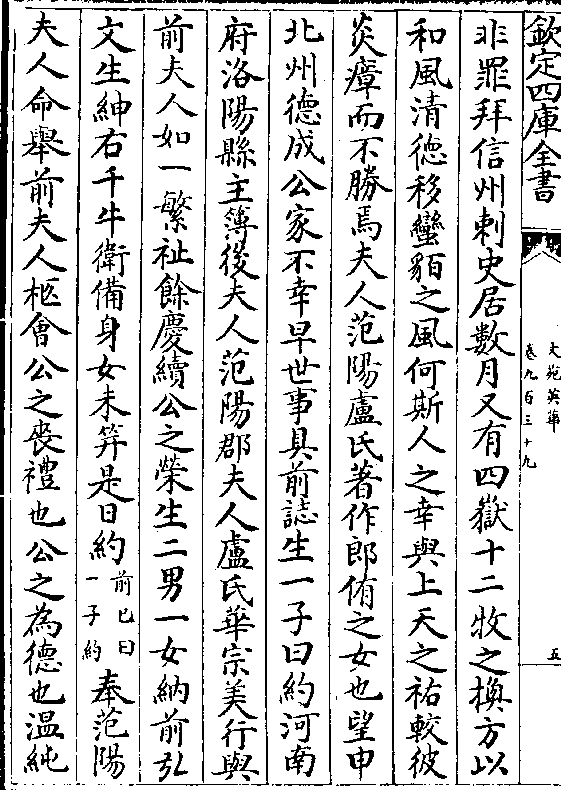 欽定四庫全書
文苑英華
卷九百三十九
五
非罪拜信州刺史居數月又有四嶽十二牧之換方以
和風清德移蠻貊之風何斯人之幸與上天之祐較彼
炎瘴而不勝焉夫人范陽盧氏著作郎侑之女也望申
北州德成公家不幸早世事具前誌生一子曰約河南
府洛陽縣主簿後夫人范陽郡夫人盧氏華宗美行與
前夫人如一繁祉餘慶續公之榮生二男一女納前弘
文生紳右千牛衛備身女未笄是日約
前已曰
一子約
奉范陽
夫人命舉前夫人柩會公之喪禮也公之為德也温純